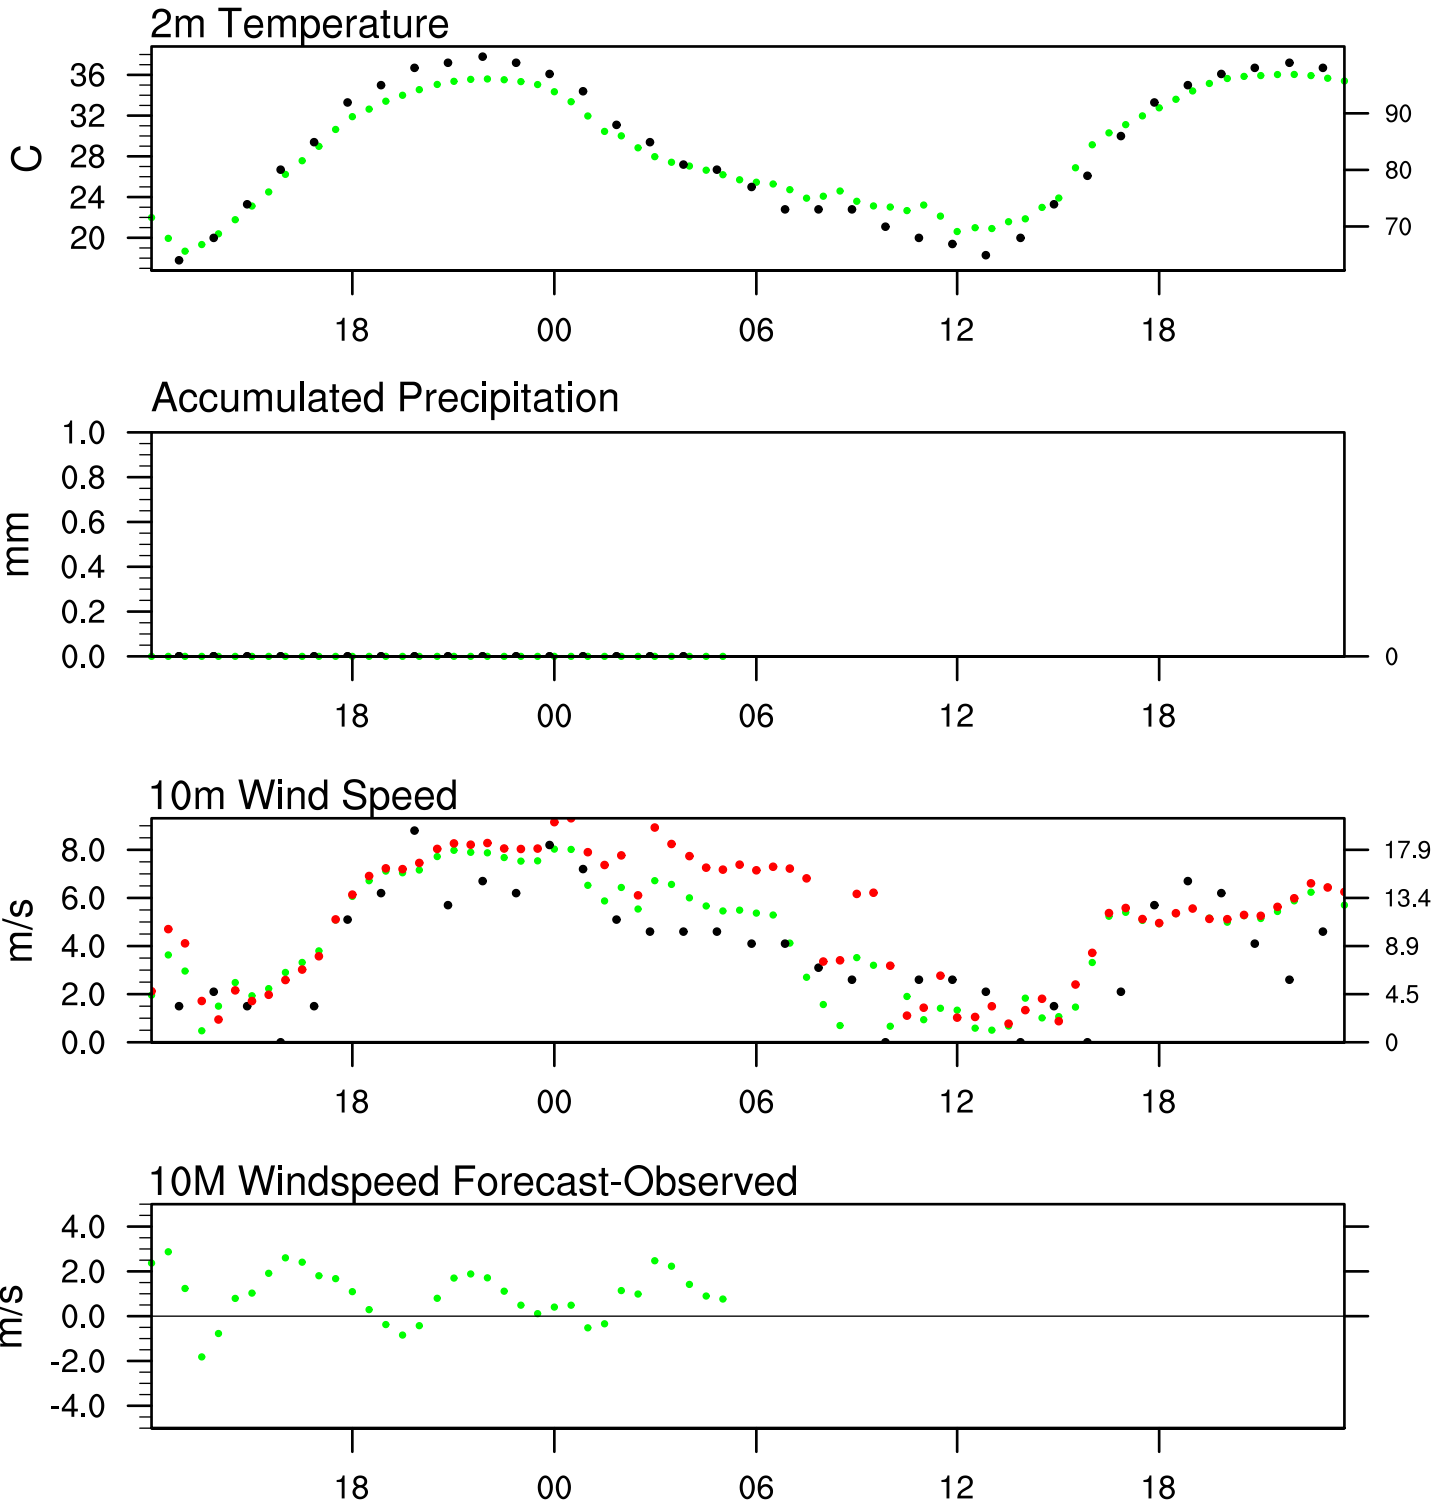 2m Temperature
36
32
28
24
20
C
90
80
70
18 00 06 12 18
Accumulated Precipitation
1.0
0.8
0.6
0.4
0.2
0.0
mm
0
18 00 06 12 18
10m Wind Speed
8.0
6.0
4.0
2.0
0.0
m/s
17.9
13.4
8.9
4.5
0
18 00 06 12 18
10M Windspeed Forecast-Observed
4.0
2.0
0.0
-2.0
-4.0
m/s
18 00 06 12 18